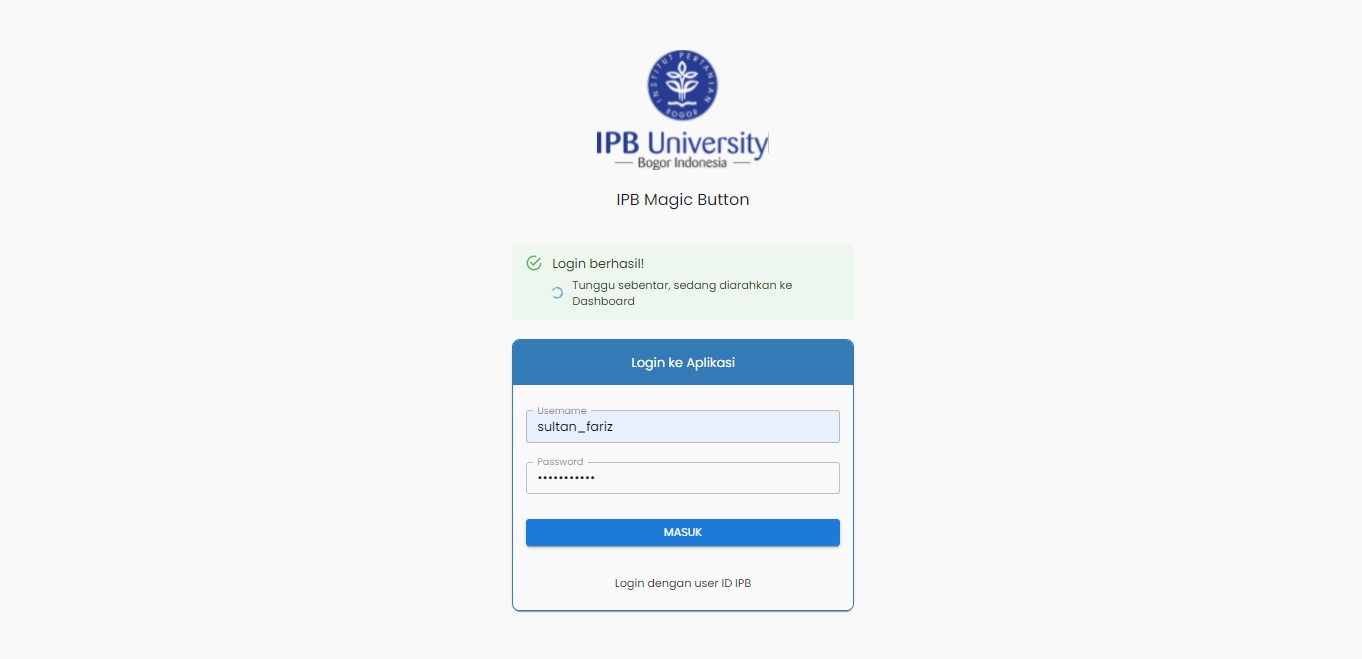 INSTITUT PERTANIAN BOGOR
IPB University
Bogor Indonesia
IPB Magic Button
Login berhasil!
Tunggu sebentar, sedang diarahkan ke
Dashboard
Login ke Aplikasi
Username
sultan_fariz
Password
•••••••••••
MASUK
Login dengan user ID IPB